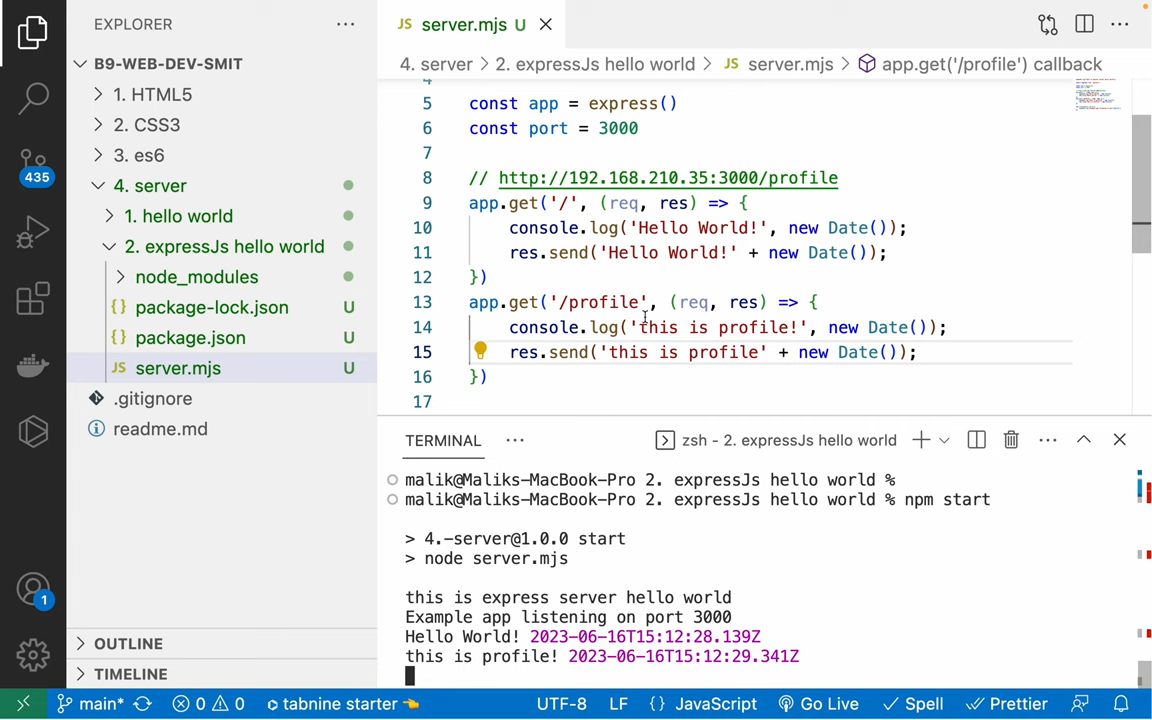 EXPLORER ...
JS server.mjs U
B9-WEB-DEV-SMIT
4. server > 2. expressJs hello world > JS server.mjs > app.get('/profile') callback
1. HTML5
2. CSS3
3. es6
4. server
1. hello world
2. expressJs hello world
node_modules
{} package-lock.json U
{} package.json U
JS server.mjs U
.gitignore
readme.md
435
1
OUTLINE
TIMELINE
4
5 const app = express()
6 const port = 3000
7
8 // http://192.168.210.35:3000/profile
9 app.get('/', (req, res) => {
10 console.log('Hello World!', new Date());
11 res.send('Hello World!' + new Date());
12 })
13 app.get('/profile', (req, res) => {
14 console.log('this is profile!', new Date());
15 res.send('this is profile' + new Date());
16 })
17
TERMINAL ... zsh - 2. expressJs hello world
malik@Maliks-MacBook-Pro 2. expressJs hello world %
malik@Maliks-MacBook-Pro 2. expressJs hello world % npm start
> 4.-server@1.0.0 start
> node server.mjs
this is express server hello world
Example app listening on port 3000
Hello World! 2023-06-16T15:12:28.139Z
this is profile! 2023-06-16T15:12:29.341Z
main* 0 0 tabnine starter 👈 UTF-8 LF {} JavaScript Go Live Spell Prettier